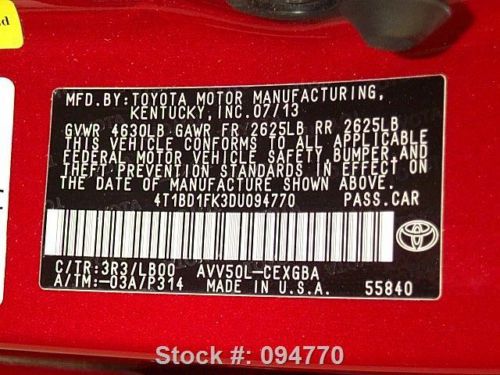 MFD.BY:TOYOTA MOTOR MANUFACTURING,
KENTUCKY,INC.07/13
GVWR 4630LB GAWR FR 2625LB RR 2625LB
THIS VEHICLE CONFORMS TO ALL APPLICABLE
FEDERAL MOTOR VEHICLE SAFETY,BUMPER,AND
THEFT PREVENTION STANDARDS IN EFFECT ON
THE DATE OF MANUFACTURE SHOWN ABOVE.
4T1BD1FK3DU094770 PASS.CAR
C/TR:3R3/LB00 AVV50L-CEXGBA
A/TM:-03A/P314 MADE IN U.S.A. 55840
Stock #: 094770